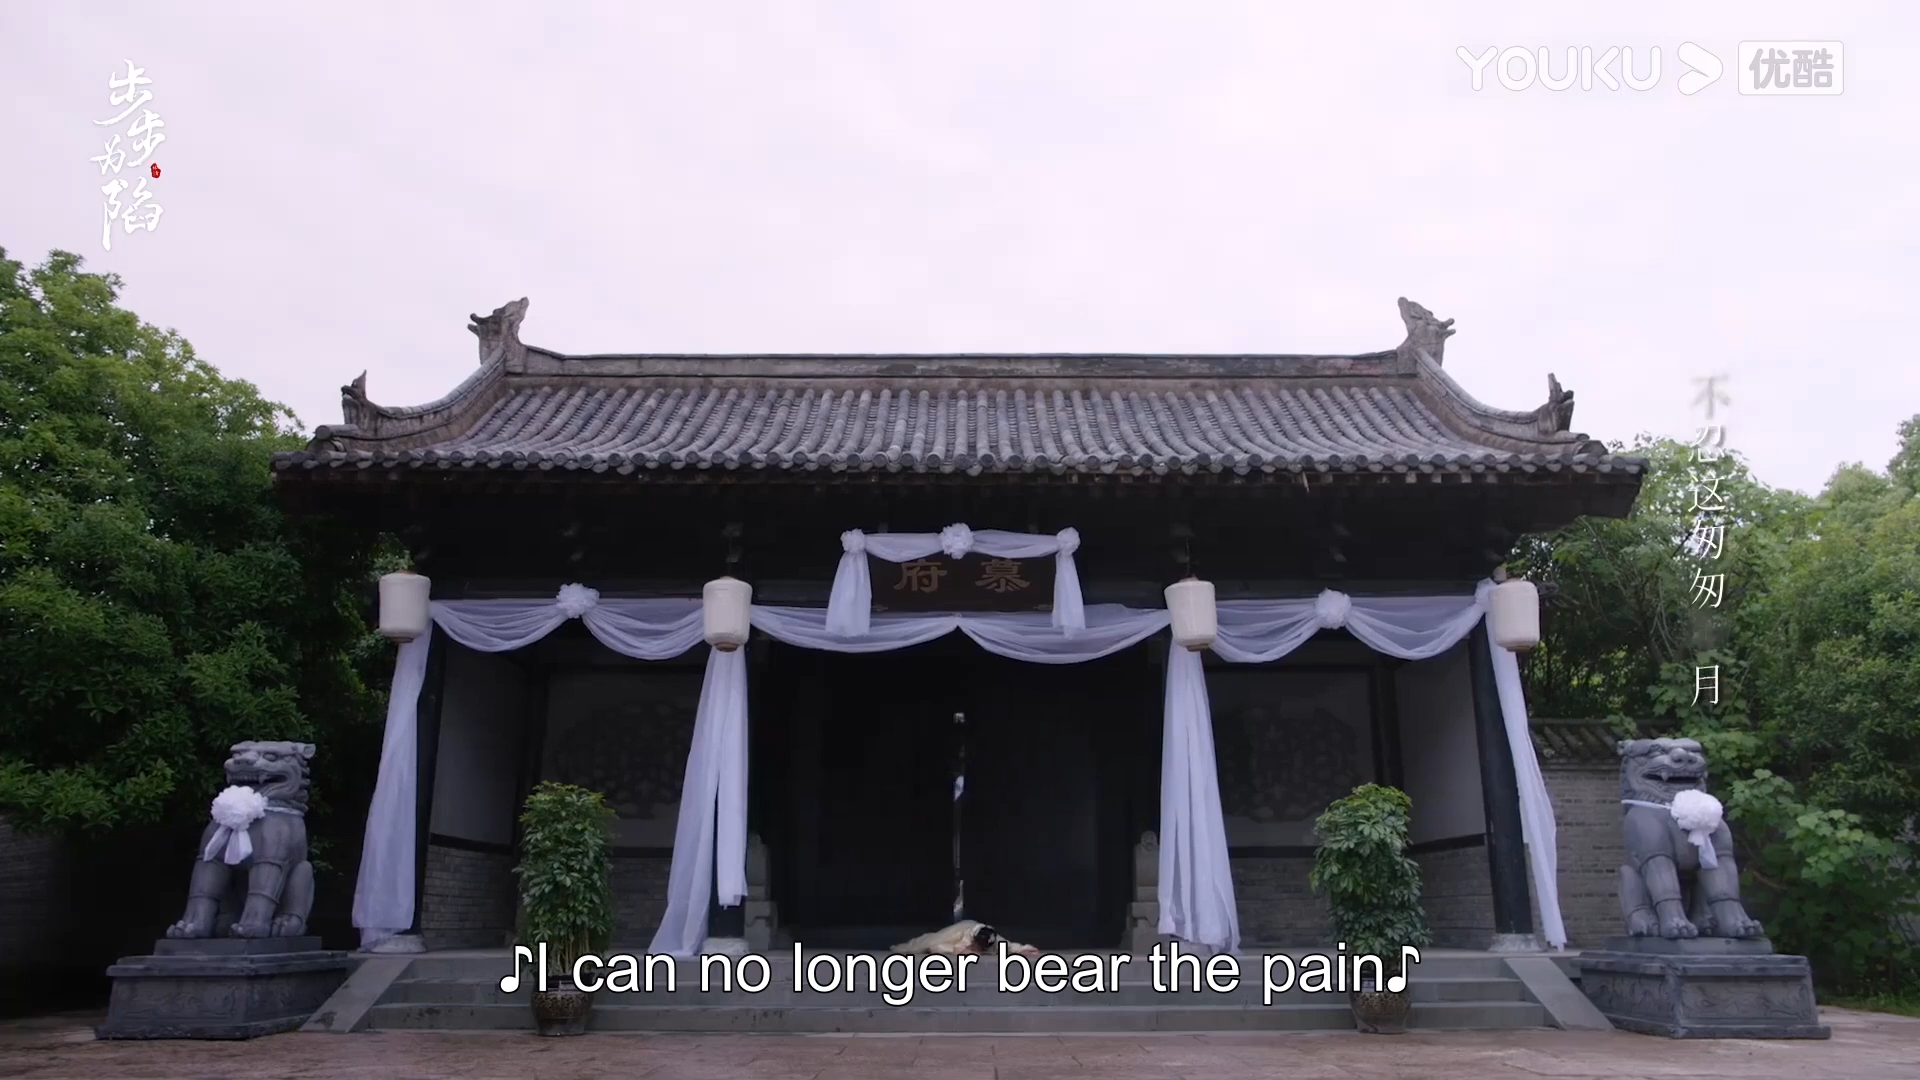 步步为陷
YOUKU 优酷
府慕
不忍这匆匆
月
♪I can no longer bear the pain♪